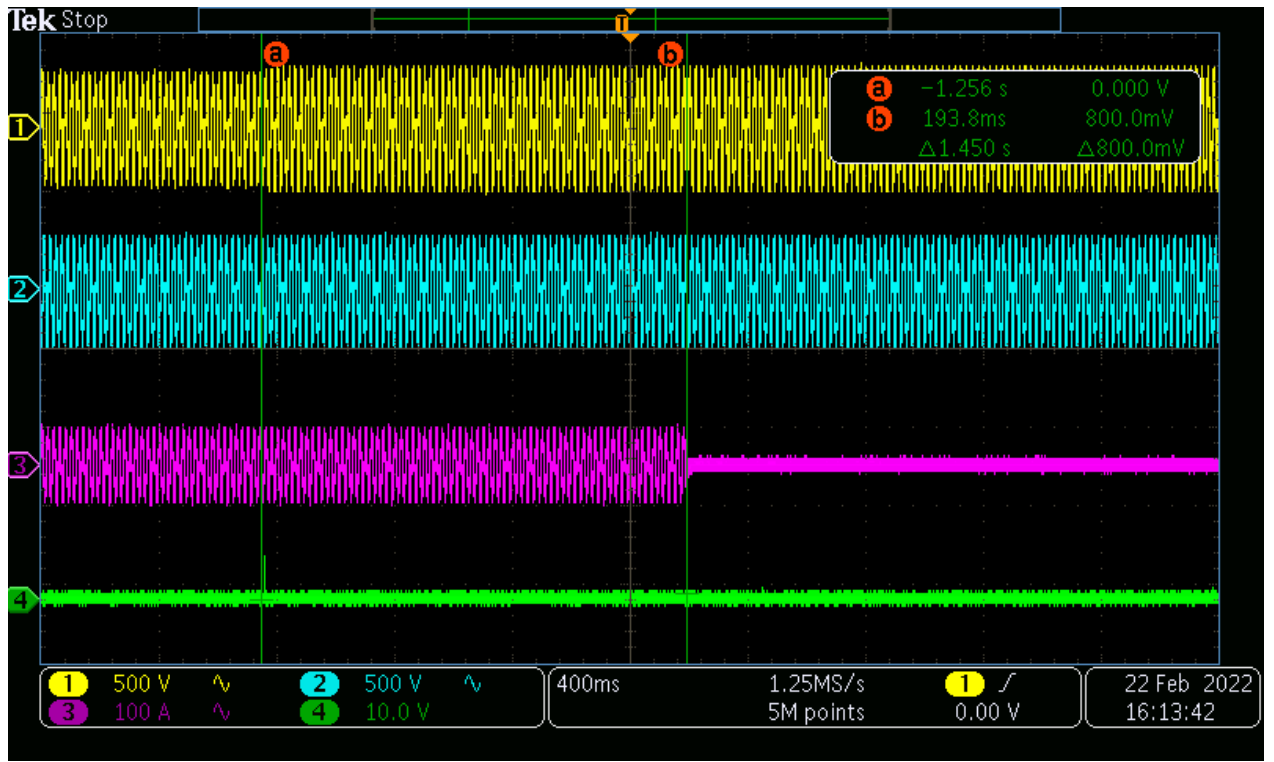 Tek Stop
T
a b
1
a −1.256 s 0.000 V
b 193.8ms 800.0mV
△1.450 s △800.0mV
2
3
4
1 500 V 2 500 V 400ms 1.25MS/s 1 22 Feb 2022
3 100 A 4 10.0 V 5M points 0.00 V 16:13:42